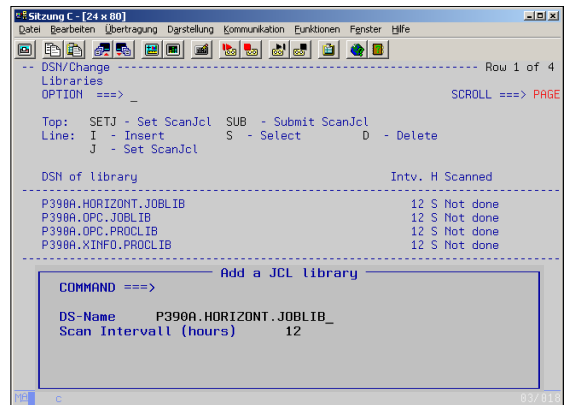 Sitzung C - [24 x 80]
Datei Bearbeiten Übertragung Darstellung Kommunikation Funktionen Fenster Hilfe
-- DSN/Change ------------------------------------------------ Row 1 of 4
Libraries
OPTION ===> _ SCROLL ===> PAGE
Top: SETJ - Set ScanJcl SUB - Submit ScanJcl
Line: I - Insert S - Select D - Delete
J - Set ScanJcl
DSN of library Intv. H Scanned
-------------------------------------------------------------------------------
P390A.HORIZONT.JOBLIB 12 S Not done
P390A.OPC.JOBLIB 12 S Not done
P390A.OPC.PROCLIB 12 S Not done
P390A.XINFO.PROCLIB 12 S Not done
-------------------------------------------------------------------------------
Add a JCL library
COMMAND ===>
DS-Name P390A.HORIZONT.JOBLIB_
Scan Intervall (hours) 12
MA c 03/018